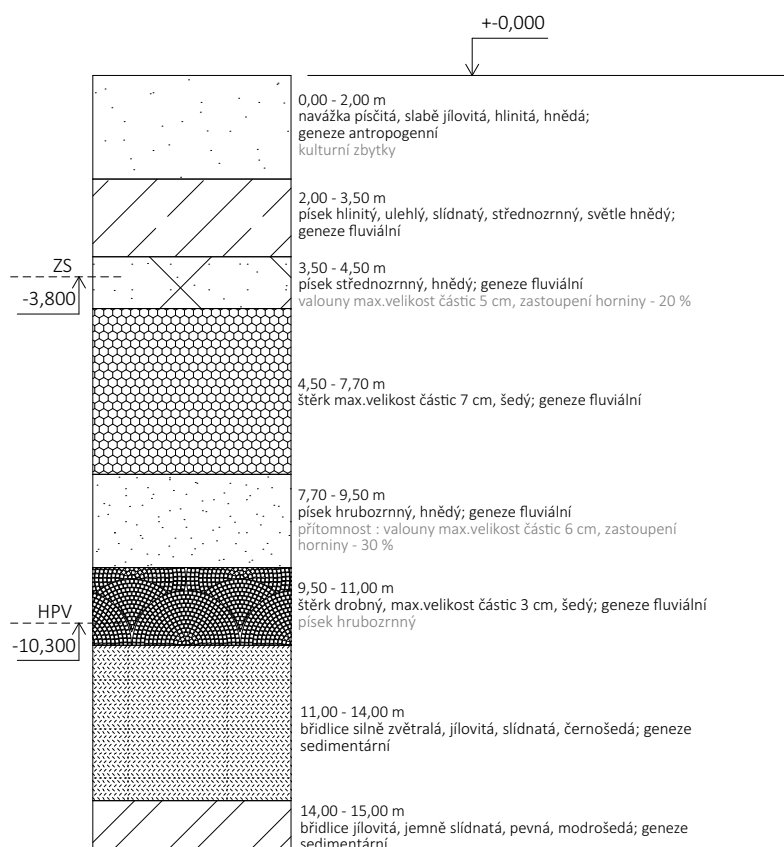 +-0,000
0,00 - 2,00 m
navážka písčitá, slabě jílovitá, hlinitá, hnědá;
geneze antropogenní
kulturní zbytky
2,00 - 3,50 m
písek hlinitý, ulehlý, slídnatý, střednozrnný, světle hnědý;
geneze fluviální
ZS
-3,800
3,50 - 4,50 m
písek střednozrnný, hnědý; geneze fluviální
valouny max.velikost částic 5 cm, zastoupení horniny - 20 %
4,50 - 7,70 m
štěrk max.velikost částic 7 cm, šedý; geneze fluviální
7,70 - 9,50 m
písek hrubozrnný, hnědý; geneze fluviální
přítomnost : valouny max.velikost částic 6 cm, zastoupení
horniny - 30 %
9,50 - 11,00 m
štěrk drobný, max.velikost částic 3 cm, šedý; geneze fluviální
písek hrubozrnný
HPV
-10,300
11,00 - 14,00 m
břidlice silně zvětralá, jílovitá, slídnatá, černošedá; geneze
sedimentární
14,00 - 15,00 m
břidlice jílovitá, jemně slídnatá, pevná, modrošedá; geneze
sedimentární